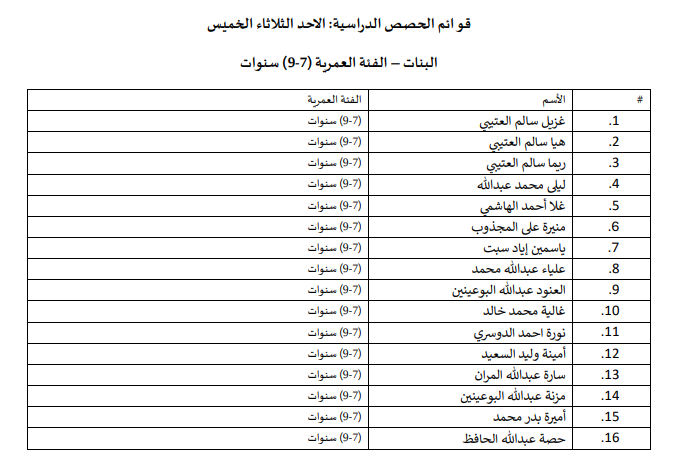 قوائم الحصص الدراسية: الاحد الثلاثاء الخميس
البنات – الفئة العمرية (7-9) سنوات
# الأسم الفئة العمرية
1. غزيل سالم العتيبي (7-9) سنوات
2. هيا سالم العتيبي (7-9) سنوات
3. ريما سالم العتيبي (7-9) سنوات
4. ليلى محمد عبدالله (7-9) سنوات
5. غلا أحمد الهاشمي (7-9) سنوات
6. منيرة على المجذوب (7-9) سنوات
7. ياسمين إياد سبت (7-9) سنوات
8. علياء عبدالله محمد (7-9) سنوات
9. العنود عبدالله البوعينين (7-9) سنوات
10. غالية محمد خالد (7-9) سنوات
11. نورة احمد الدوسري (7-9) سنوات
12. أمينة وليد السعيد (7-9) سنوات
13. سارة عبدالله المران (7-9) سنوات
14. مزنة عبدالله البوعينين (7-9) سنوات
15. أميرة بدر محمد (7-9) سنوات
16. حصة عبدالله الحافظ (7-9) سنوات